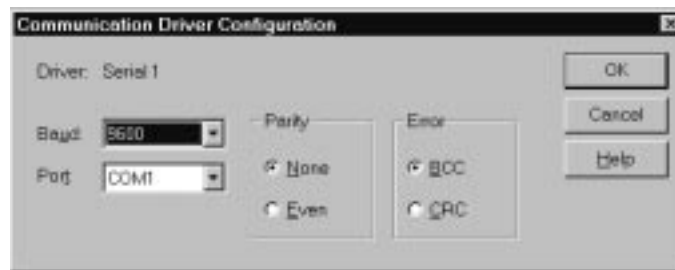 Communication Driver Configuration
Driver: Serial 1
Baud: 9600
Port: COM1
Parity
None
Even
Error
BCC
CRC
OK
Cancel
Help